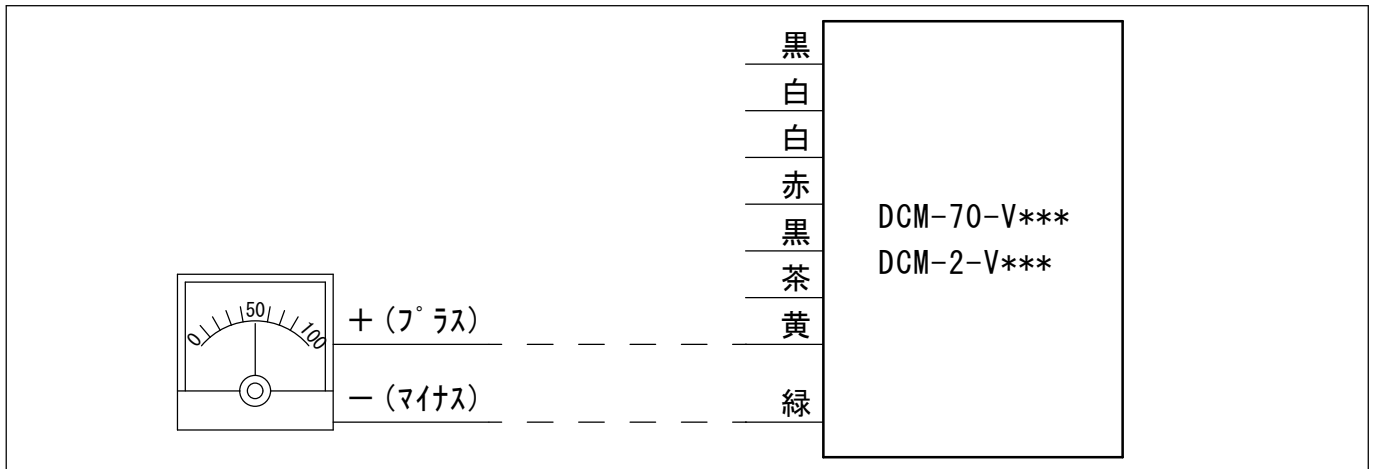 黒
白
白
赤
黒
茶
黄
緑
DCM-70-V***
DCM-2-V***
0 50 100
+(ﾌﾟﾗｽ)
-(ﾏｲﾅｽ)